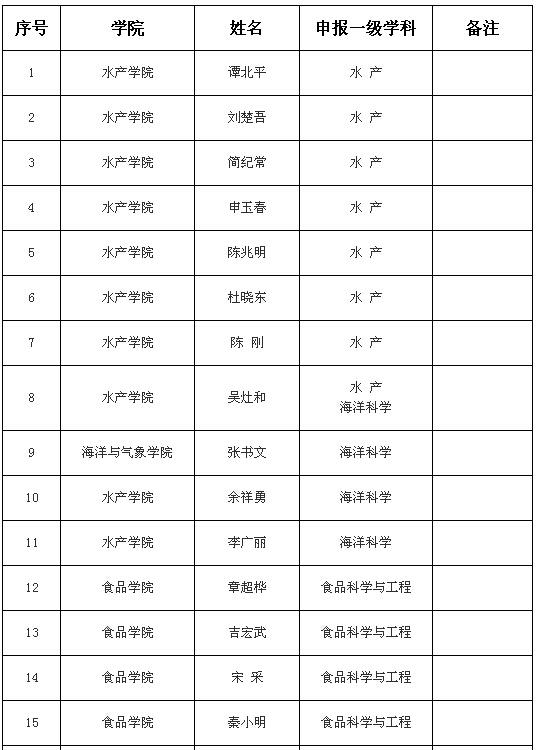 序号 学院 姓名 申报一级学科 备注
1 水产学院 谭北平 水 产
2 水产学院 刘楚吾 水 产
3 水产学院 简纪常 水 产
4 水产学院 申玉春 水 产
5 水产学院 陈兆明 水 产
6 水产学院 杜晓东 水 产
7 水产学院 陈 刚 水 产
8 水产学院 吴灶和 水 产
海洋科学
9 海洋与气象学院 张书文 海洋科学
10 水产学院 余祥勇 海洋科学
11 水产学院 李广丽 海洋科学
12 食品学院 章超桦 食品科学与工程
13 食品学院 吉宏武 食品科学与工程
14 食品学院 宋 采 食品科学与工程
15 食品学院 秦小明 食品科学与工程